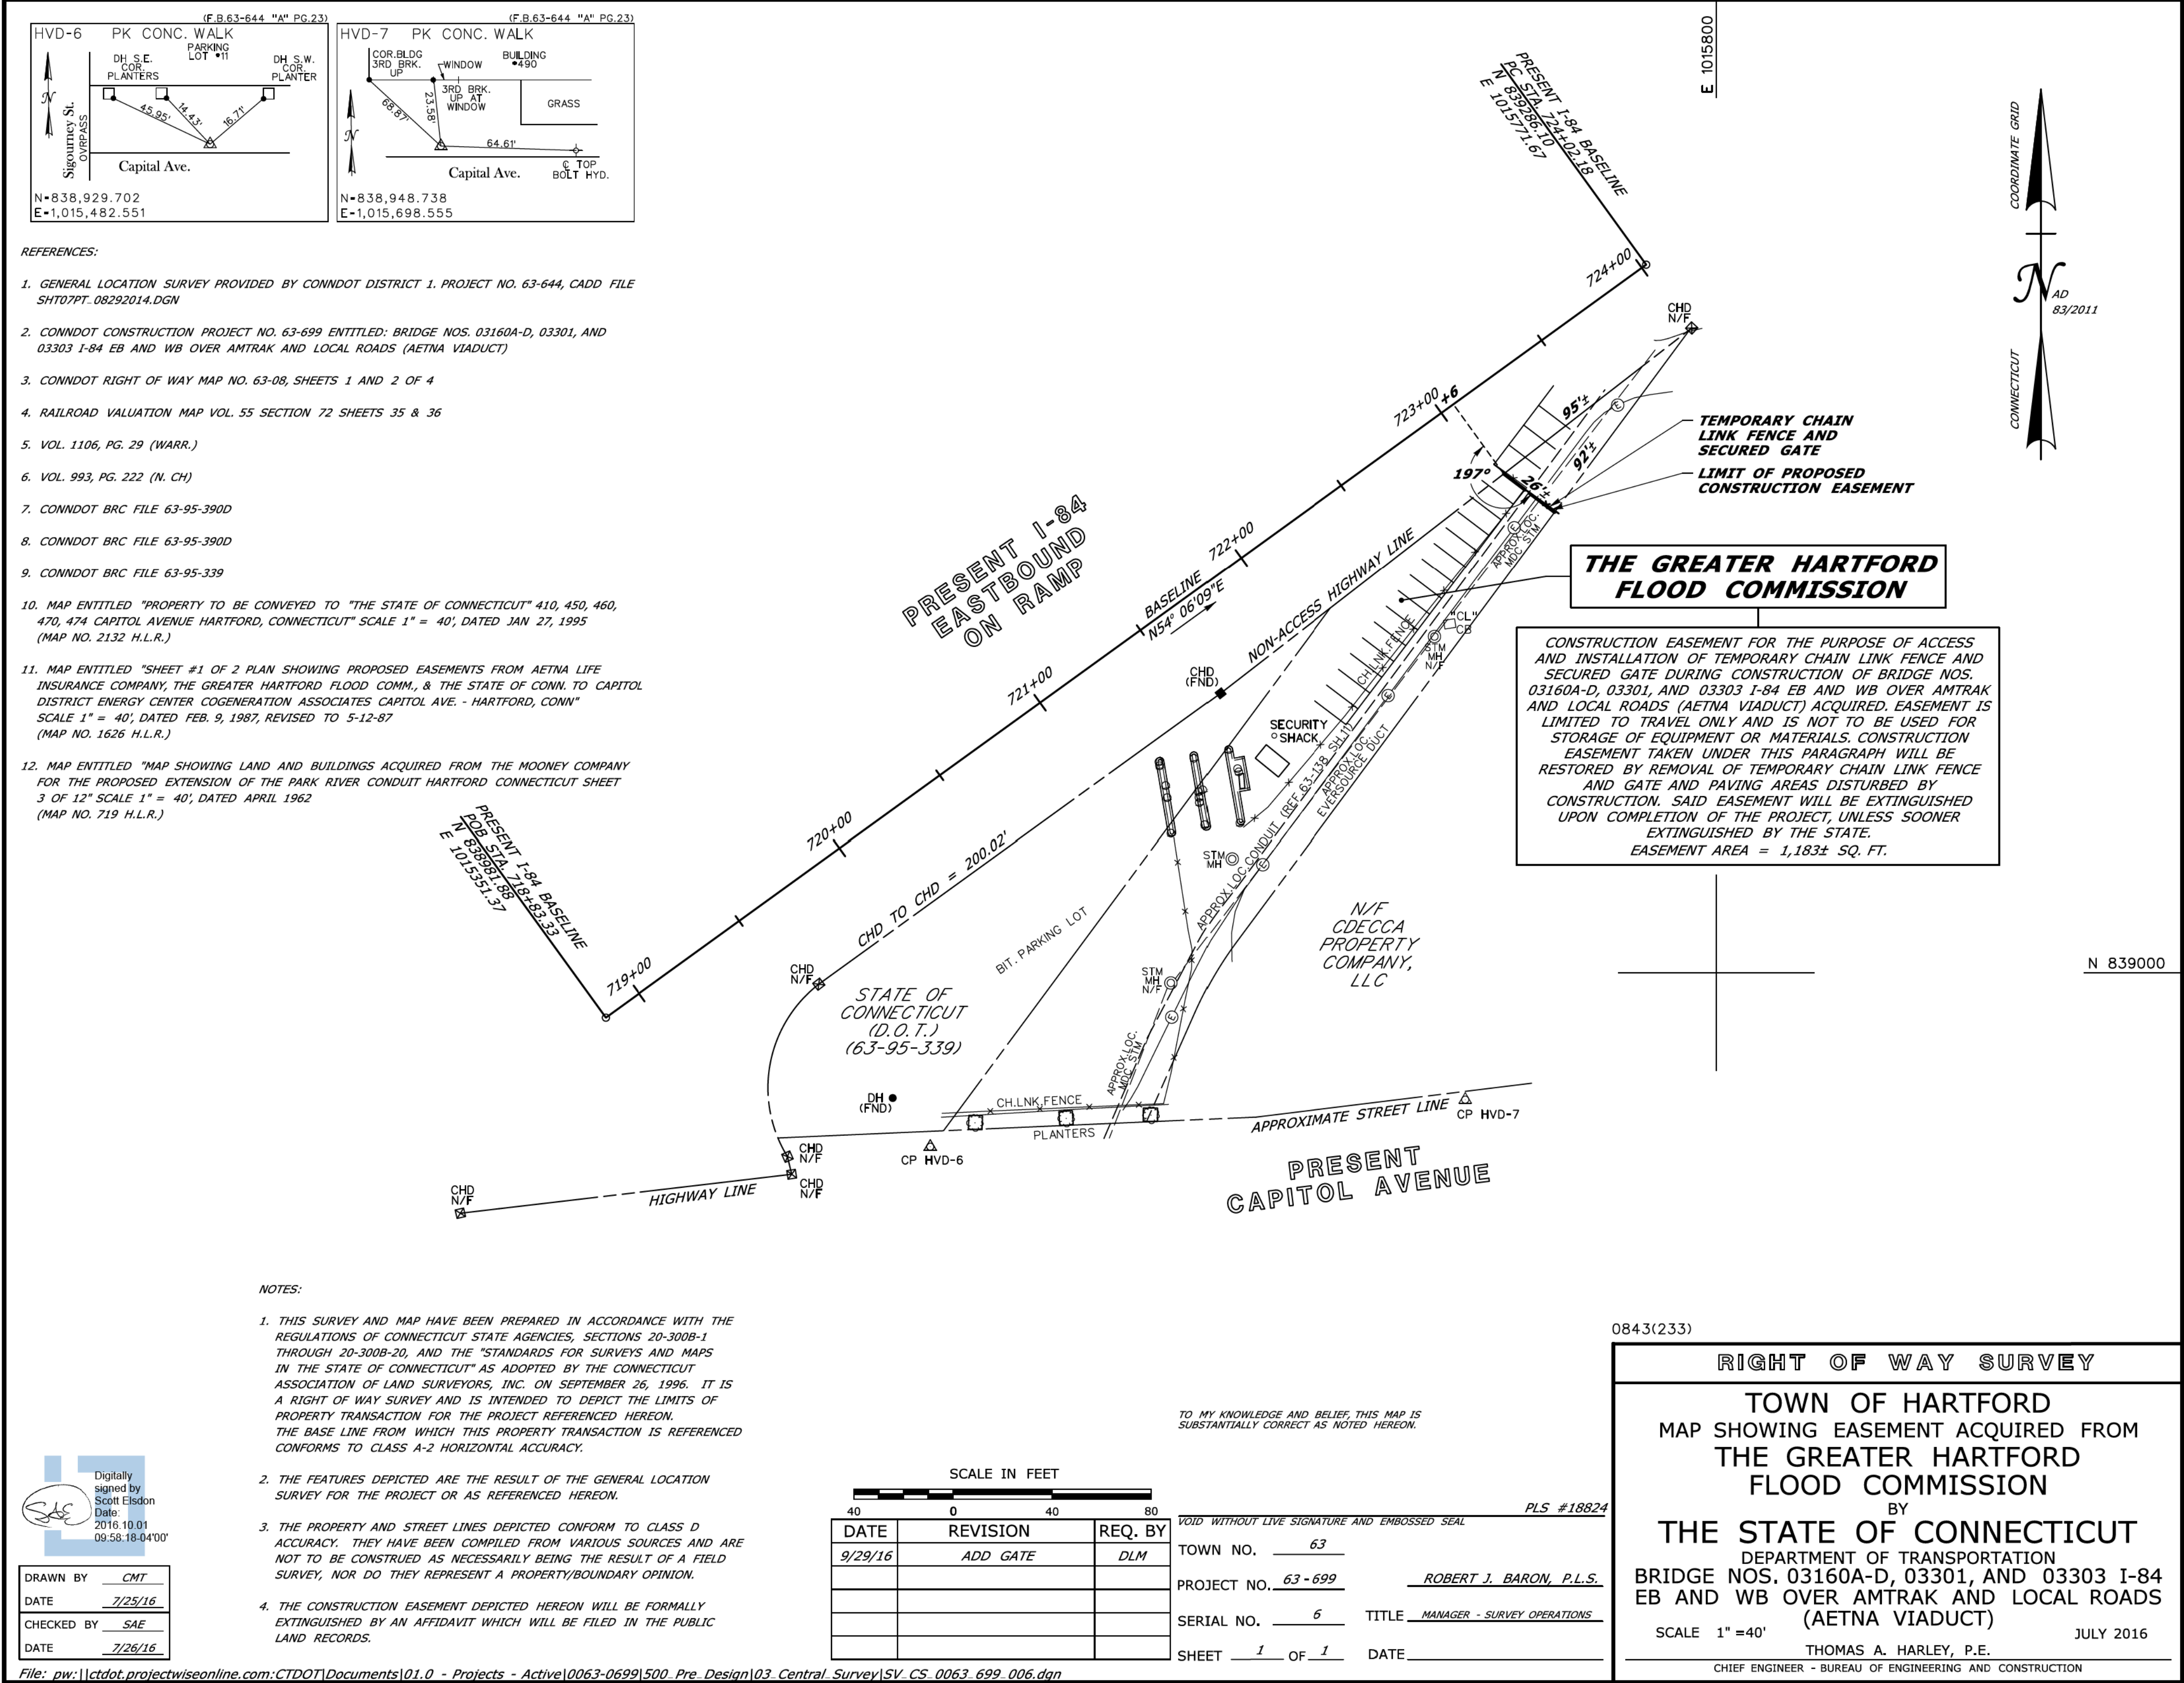 (F.B.63-644 "A" PG.23)
HVD-6 PK CONC. WALK
DH S.E.
COR.
PLANTERS
PARKING
LOT #11
DH S.W.
COR.
PLANTER
N
Sigourney St.
OVRPASS
45.95'
14.43'
16.71'
Capital Ave.
N=838,929.702
E=1,015,482.551
(F.B.63-644 "A" PG.23)
HVD-7 PK CONC. WALK
COR.BLDG
3RD BRK.
UP
WINDOW
BUILDING
#490
3RD BRK.
UP AT
WINDOW
GRASS
N
68.87'
23.58'
64.61'
Capital Ave.
℄ TOP
BOLT HYD.
N=838,948.738
E=1,015,698.555
REFERENCES:
1. GENERAL LOCATION SURVEY PROVIDED BY CONNDOT DISTRICT 1. PROJECT NO. 63-644, CADD FILE
SHT07PT_08292014.DGN
2. CONNDOT CONSTRUCTION PROJECT NO. 63-699 ENTITLED: BRIDGE NOS. 03160A-D, 03301, AND
03303 I-84 EB AND WB OVER AMTRAK AND LOCAL ROADS (AETNA VIADUCT)
3. CONNDOT RIGHT OF WAY MAP NO. 63-08, SHEETS 1 AND 2 OF 4
4. RAILROAD VALUATION MAP VOL. 55 SECTION 72 SHEETS 35 & 36
5. VOL. 1106, PG. 29 (WARR.)
6. VOL. 993, PG. 222 (N. CH)
7. CONNDOT BRC FILE 63-95-390D
8. CONNDOT BRC FILE 63-95-390D
9. CONNDOT BRC FILE 63-95-339
10. MAP ENTITLED "PROPERTY TO BE CONVEYED TO "THE STATE OF CONNECTICUT" 410, 450, 460,
470, 474 CAPITOL AVENUE HARTFORD, CONNECTICUT" SCALE 1" = 40', DATED JAN 27, 1995
(MAP NO. 2132 H.L.R.)
11. MAP ENTITLED "SHEET #1 OF 2 PLAN SHOWING PROPOSED EASEMENTS FROM AETNA LIFE
INSURANCE COMPANY, THE GREATER HARTFORD FLOOD COMM., & THE STATE OF CONN. TO CAPITOL
DISTRICT ENERGY CENTER COGENERATION ASSOCIATES CAPITOL AVE. - HARTFORD, CONN"
SCALE 1" = 40', DATED FEB. 9, 1987, REVISED TO 5-12-87
(MAP NO. 1626 H.L.R.)
12. MAP ENTITLED "MAP SHOWING LAND AND BUILDINGS ACQUIRED FROM THE MOONEY COMPANY
FOR THE PROPOSED EXTENSION OF THE PARK RIVER CONDUIT HARTFORD CONNECTICUT SHEET
3 OF 12" SCALE 1" = 40', DATED APRIL 1962
(MAP NO. 719 H.L.R.)
E 1015800
PRESENT I-84 BASELINE
PC STA. 724+02.18
N 839286.10
E 1015771.67
COORDINATE GRID
N
AD
83/2011
CONNECTICUT
724+00
CHD
N/F
723+00
+6
95'±
E
TEMPORARY CHAIN
LINK FENCE AND
SECURED GATE
92'±
197°
26'±
LIMIT OF PROPOSED
CONSTRUCTION EASEMENT
E
APPROX.LOC.
MDC STM
PRESENT I-84
EASTBOUND
ON RAMP
722+00
BASELINE
N54° 06'09"E
NON-ACCESS HIGHWAY LINE
THE GREATER HARTFORD
FLOOD COMMISSION
CONSTRUCTION EASEMENT FOR THE PURPOSE OF ACCESS
AND INSTALLATION OF TEMPORARY CHAIN LINK FENCE AND
SECURED GATE DURING CONSTRUCTION OF BRIDGE NOS.
03160A-D, 03301, AND 03303 I-84 EB AND WB OVER AMTRAK
AND LOCAL ROADS (AETNA VIADUCT) ACQUIRED. EASEMENT IS
LIMITED TO TRAVEL ONLY AND IS NOT TO BE USED FOR
STORAGE OF EQUIPMENT OR MATERIALS. CONSTRUCTION
EASEMENT TAKEN UNDER THIS PARAGRAPH WILL BE
RESTORED BY REMOVAL OF TEMPORARY CHAIN LINK FENCE
AND GATE AND PAVING AREAS DISTURBED BY
CONSTRUCTION. SAID EASEMENT WILL BE EXTINGUISHED
UPON COMPLETION OF THE PROJECT, UNLESS SOONER
EXTINGUISHED BY THE STATE.
EASEMENT AREA = 1,183± SQ. FT.
"CL"
CB
STM
MH
N/F
CH.LNK.FENCE
E
CHD
(FND)
721+00
SECURITY
SHACK
APPROX.LOC. CONDUIT (REF.63-138 SH.11)
APPROX.LOC.
EVERSOURCE DUCT
720+00
CHD TO CHD = 200.02'
STM
MH
E
PRESENT I-84 BASELINE
POB STA. 718+83.33
N 838981.88
E 1015351.37
BIT. PARKING LOT
N/F
CDECCA
PROPERTY
COMPANY,
LLC
N 839000
719+00
CHD
N/F
STM
MH
N/F
E
STATE OF
CONNECTICUT
(D.O.T.)
(63-95-339)
APPROX.LOC.
MDC STM
DH
(FND)
CH.LNK.FENCE
PLANTERS
APPROXIMATE STREET LINE
CP HVD-7
CP HVD-6
CHD
N/F
CHD
N/F
CHD
N/F
HIGHWAY LINE
PRESENT
CAPITOL AVENUE
NOTES:
1. THIS SURVEY AND MAP HAVE BEEN PREPARED IN ACCORDANCE WITH THE
REGULATIONS OF CONNECTICUT STATE AGENCIES, SECTIONS 20-300B-1
THROUGH 20-300B-20, AND THE "STANDARDS FOR SURVEYS AND MAPS
IN THE STATE OF CONNECTICUT" AS ADOPTED BY THE CONNECTICUT
ASSOCIATION OF LAND SURVEYORS, INC. ON SEPTEMBER 26, 1996. IT IS
A RIGHT OF WAY SURVEY AND IS INTENDED TO DEPICT THE LIMITS OF
PROPERTY TRANSACTION FOR THE PROJECT REFERENCED HEREON.
THE BASE LINE FROM WHICH THIS PROPERTY TRANSACTION IS REFERENCED
CONFORMS TO CLASS A-2 HORIZONTAL ACCURACY.
2. THE FEATURES DEPICTED ARE THE RESULT OF THE GENERAL LOCATION
SURVEY FOR THE PROJECT OR AS REFERENCED HEREON.
3. THE PROPERTY AND STREET LINES DEPICTED CONFORM TO CLASS D
ACCURACY. THEY HAVE BEEN COMPILED FROM VARIOUS SOURCES AND ARE
NOT TO BE CONSTRUED AS NECESSARILY BEING THE RESULT OF A FIELD
SURVEY, NOR DO THEY REPRESENT A PROPERTY/BOUNDARY OPINION.
4. THE CONSTRUCTION EASEMENT DEPICTED HEREON WILL BE FORMALLY
EXTINGUISHED BY AN AFFIDAVIT WHICH WILL BE FILED IN THE PUBLIC
LAND RECORDS.
SAE
Digitally
signed by
Scott Elsdon
Date:
2016.10.01
09:58:18-04'00'
DRAWN BY CMT
DATE 7/25/16
CHECKED BY SAE
DATE 7/26/16
SCALE IN FEET
40 0 40 80
DATE REVISION REQ. BY
9/29/16 ADD GATE DLM
TO MY KNOWLEDGE AND BELIEF, THIS MAP IS
SUBSTANTIALLY CORRECT AS NOTED HEREON.
PLS #18824
VOID WITHOUT LIVE SIGNATURE AND EMBOSSED SEAL
TOWN NO. 63
PROJECT NO. 63-699 ROBERT J. BARON, P.L.S.
SERIAL NO. 6 TITLE MANAGER - SURVEY OPERATIONS
SHEET 1 OF 1 DATE
0843(233)
RIGHT OF WAY SURVEY
TOWN OF HARTFORD
MAP SHOWING EASEMENT ACQUIRED FROM
THE GREATER HARTFORD
FLOOD COMMISSION
BY
THE STATE OF CONNECTICUT
DEPARTMENT OF TRANSPORTATION
BRIDGE NOS. 03160A-D, 03301, AND 03303 I-84
EB AND WB OVER AMTRAK AND LOCAL ROADS
(AETNA VIADUCT)
SCALE 1" =40' JULY 2016
THOMAS A. HARLEY, P.E.
CHIEF ENGINEER - BUREAU OF ENGINEERING AND CONSTRUCTION
File: pw:\\ctdot.projectwiseonline.com:CTDOT\Documents\01.0 - Projects - Active\0063-0699\500_Pre_Design\03_Central_Survey\SV_CS_0063_699_006.dgn